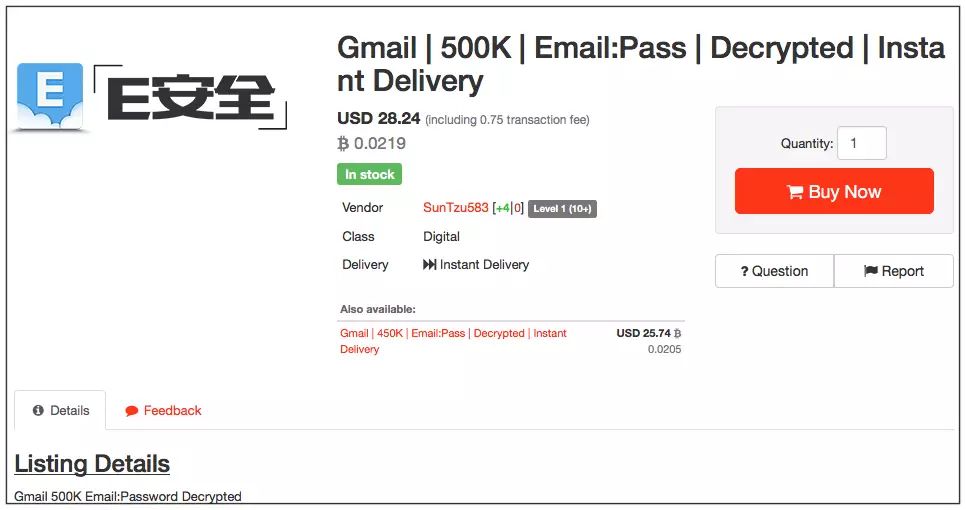 E
E安全
Gmail | 500K | Email:Pass | Decrypted | Insta
nt Delivery
USD 28.24 (including 0.75 transaction fee)
฿ 0.0219
In stock
Vendor SunTzu583 [+4|0] Level 1 (10+)
Class Digital
Delivery Instant Delivery
Quantity: 1
Buy Now
? Question Report
Also available:
Gmail | 450K | Email:Pass | Decrypted | Instant USD 25.74 ฿
Delivery 0.0205
Details Feedback
Listing Details
Gmail 500K Email:Password Decrypted